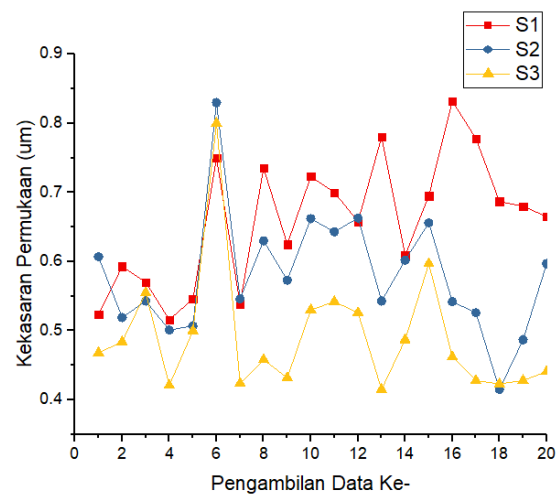 S1
S2
S3
0.9
0.8
0.7
0.6
0.5
0.4
Kekasaran Permukaan (um)
0 2 4 6 8 10 12 14 16 18 20
Pengambilan Data Ke-